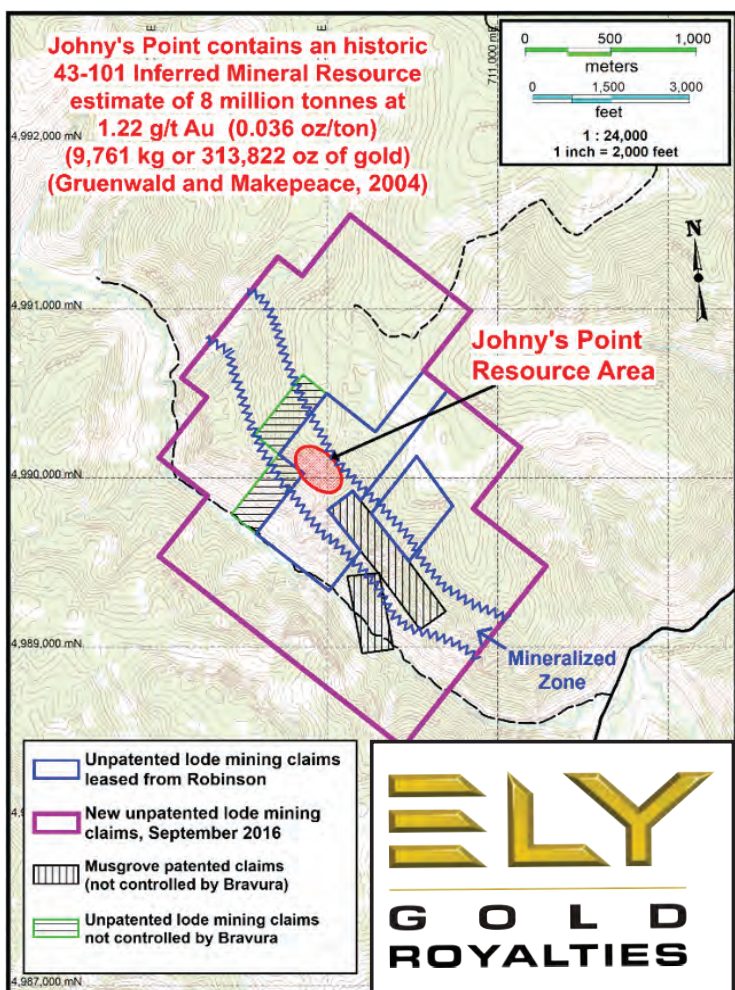 Johny's Point contains an historic
43-101 Inferred Mineral Resource
estimate of 8 million tonnes at
1.22 g/t Au (0.036 oz/ton)
(9,761 kg or 313,822 oz of gold)
(Gruenwald and Makepeace, 2004)
711,000 mE
0 500 1,000
meters
0 1,500 3,000
feet
1 : 24,000
1 inch = 2,000 feet
4,992,000 mN
N
4,991,000 mN
Johny's Point
Resource Area
4,990,000 mN
4,989,000 mN
Mineralized
Zone
Unpatented lode mining claims
leased from Robinson
New unpatented lode mining
claims, September 2016
Musgrove patented claims
(not controlled by Bravura)
Unpatented lode mining claims
not controlled by Bravura
4,987,000 mN
ELY
GOLD
ROYALTIES